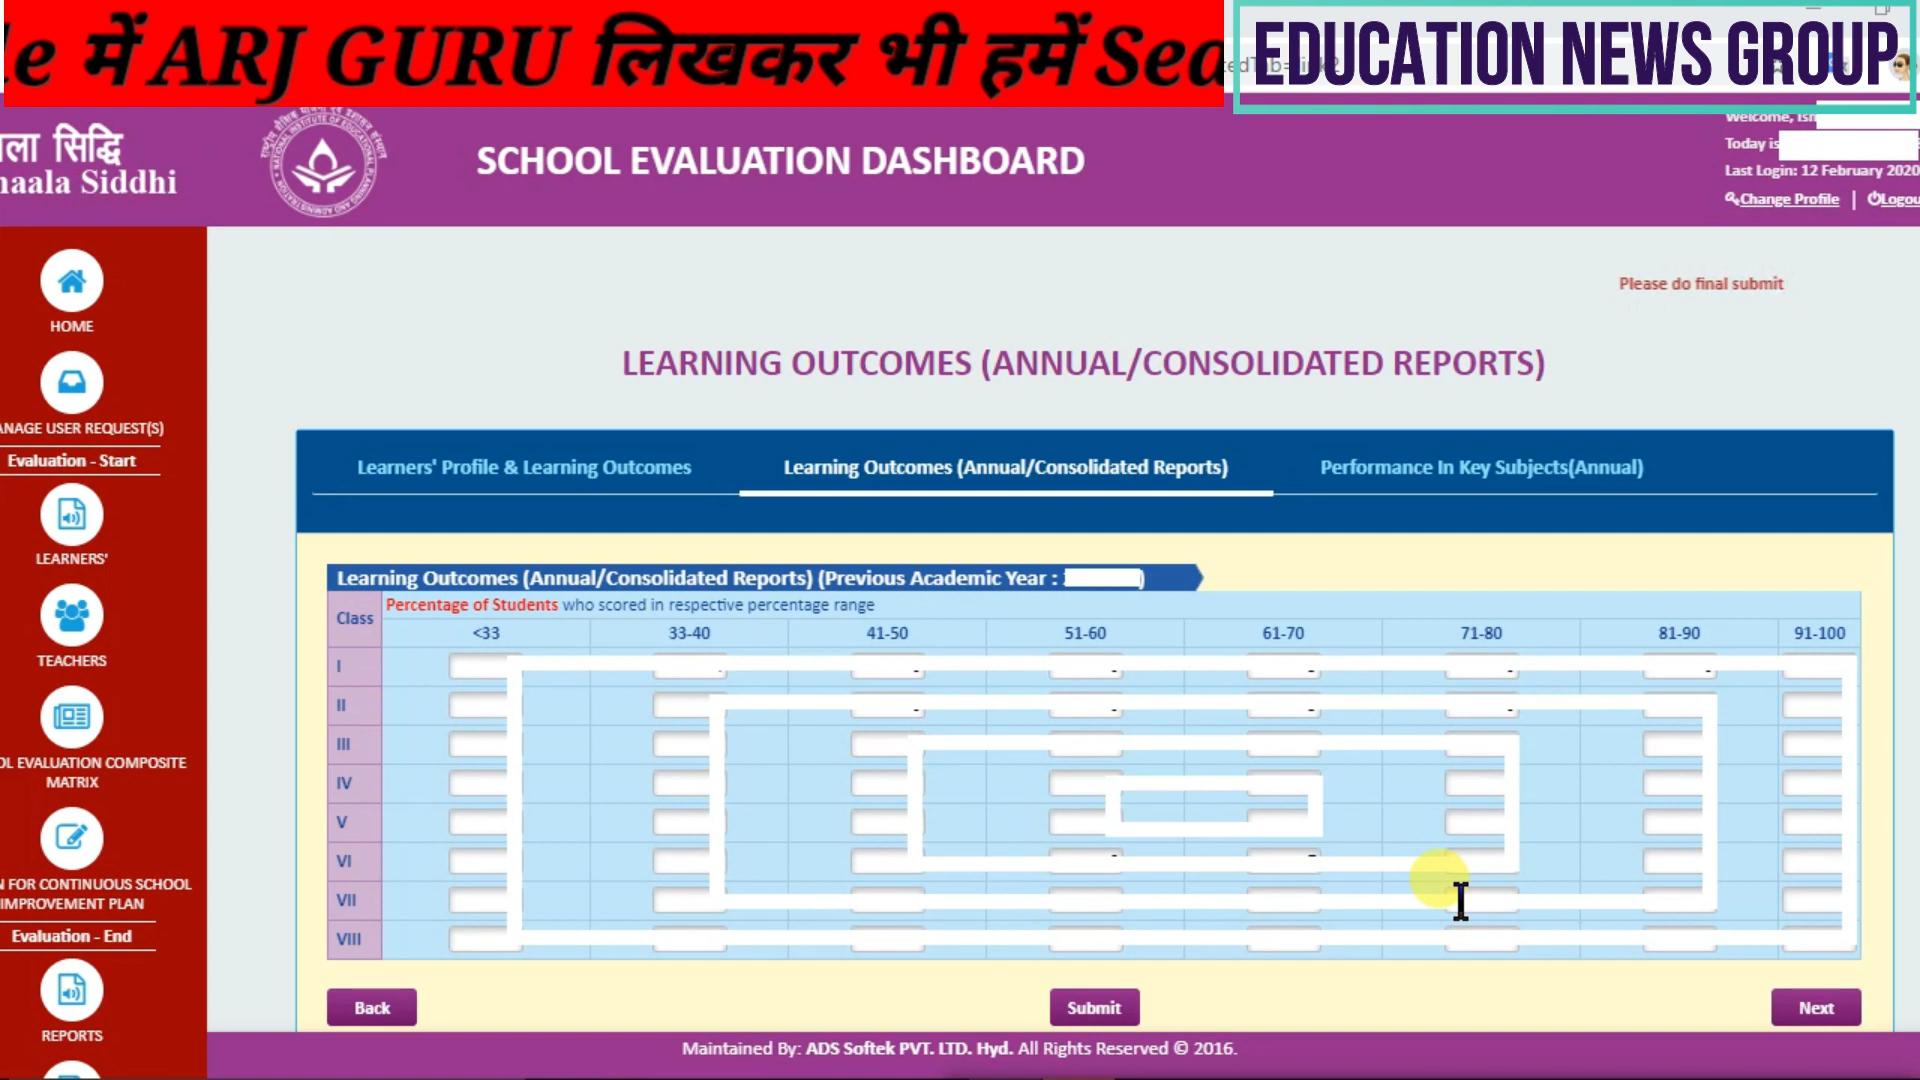 में ARJ GURU लिखकर भी हमें
EDUCATION NEWS GROUP
सिद्धि
Siddhi
SCHOOL EVALUATION DASHBOARD
Welcome,
Today is
Last Login: 12 February 2020
Change Profile |
HOME
USER REQUEST(S)
Evaluation - Start
LEARNERS'
TEACHERS
EVALUATION COMPOSITE
MATRIX
FOR CONTINUOUS SCHOOL
IMPROVEMENT PLAN
Evaluation - End
REPORTS
Please do final submit
LEARNING OUTCOMES (ANNUAL/CONSOLIDATED REPORTS)
Learners' Profile & Learning Outcomes
Learning Outcomes (Annual/Consolidated Reports)
Performance In Key Subjects(Annual)
Learning Outcomes (Annual/Consolidated Reports) (Previous Academic Year : )
Class
Percentage of Students who scored in respective percentage range
<33 33-40 41-50 51-60 61-70 71-80 81-90 91-100
I
II
III
IV
V
VI
VII
VIII
Back
Submit
Next
Maintained By: ADS Softek PVT. LTD. Hyd. All Rights Reserved © 2016.